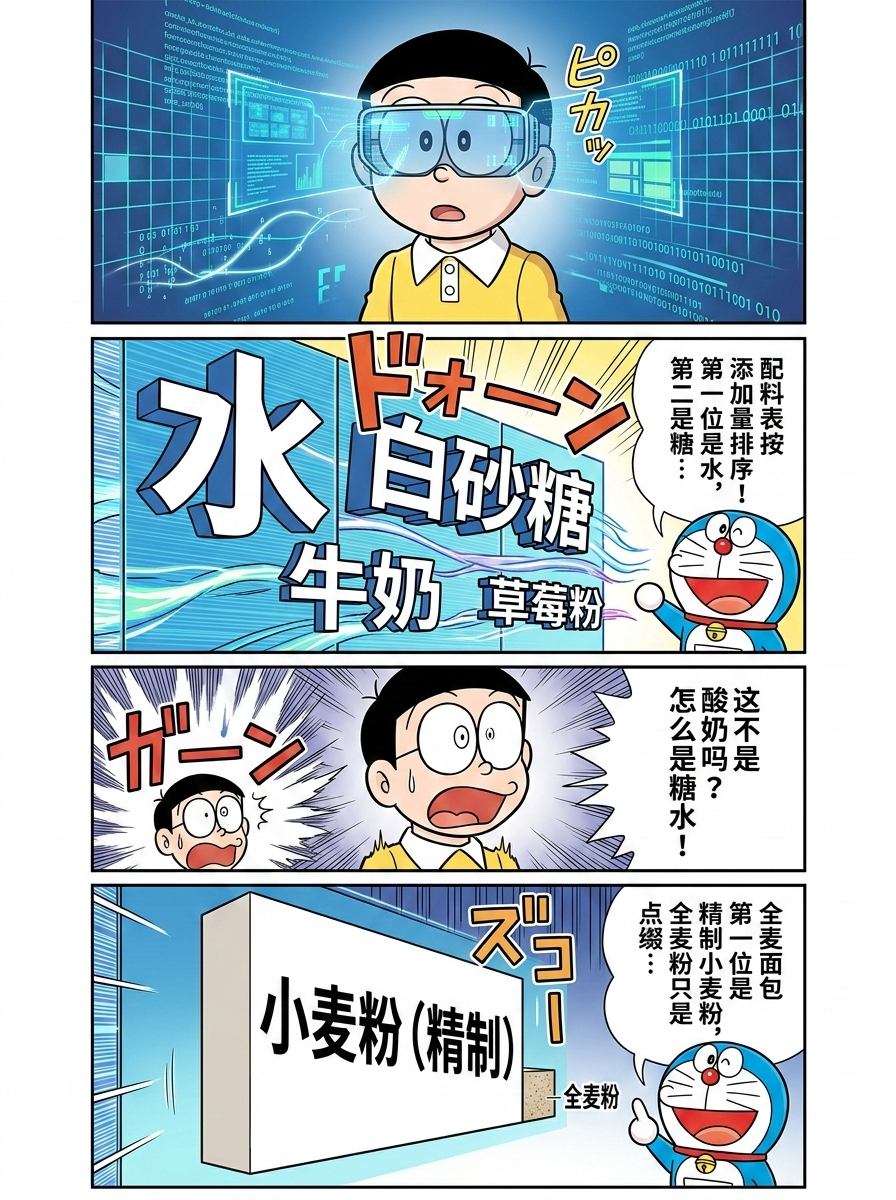 ピカッ
ドォーン
水
白砂糖
牛奶
草莓粉
配料表按
添加量排序！
第一位是水，
第二是糖…
ガーン
这不是
酸奶吗？
怎么是糖水！
ズコー
小麦粉（精制）
全麦粉
全麦面包
第一位是
精制小麦粉，
全麦粉只是
点缀…